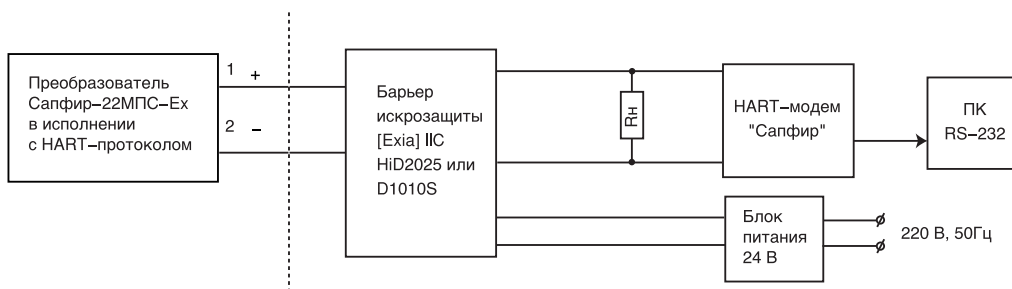 Преобразователь
Сапфир–22МПС–Ех
в исполнении
с HART–протоколом
1
+
2
–
Барьер
искрозащиты
[Exia] IIC
HiD2025 или
D1010S
Rн
HART–модем
"Сапфир"
ПК
RS–232
Блок
питания
24 В
220 В, 50Гц